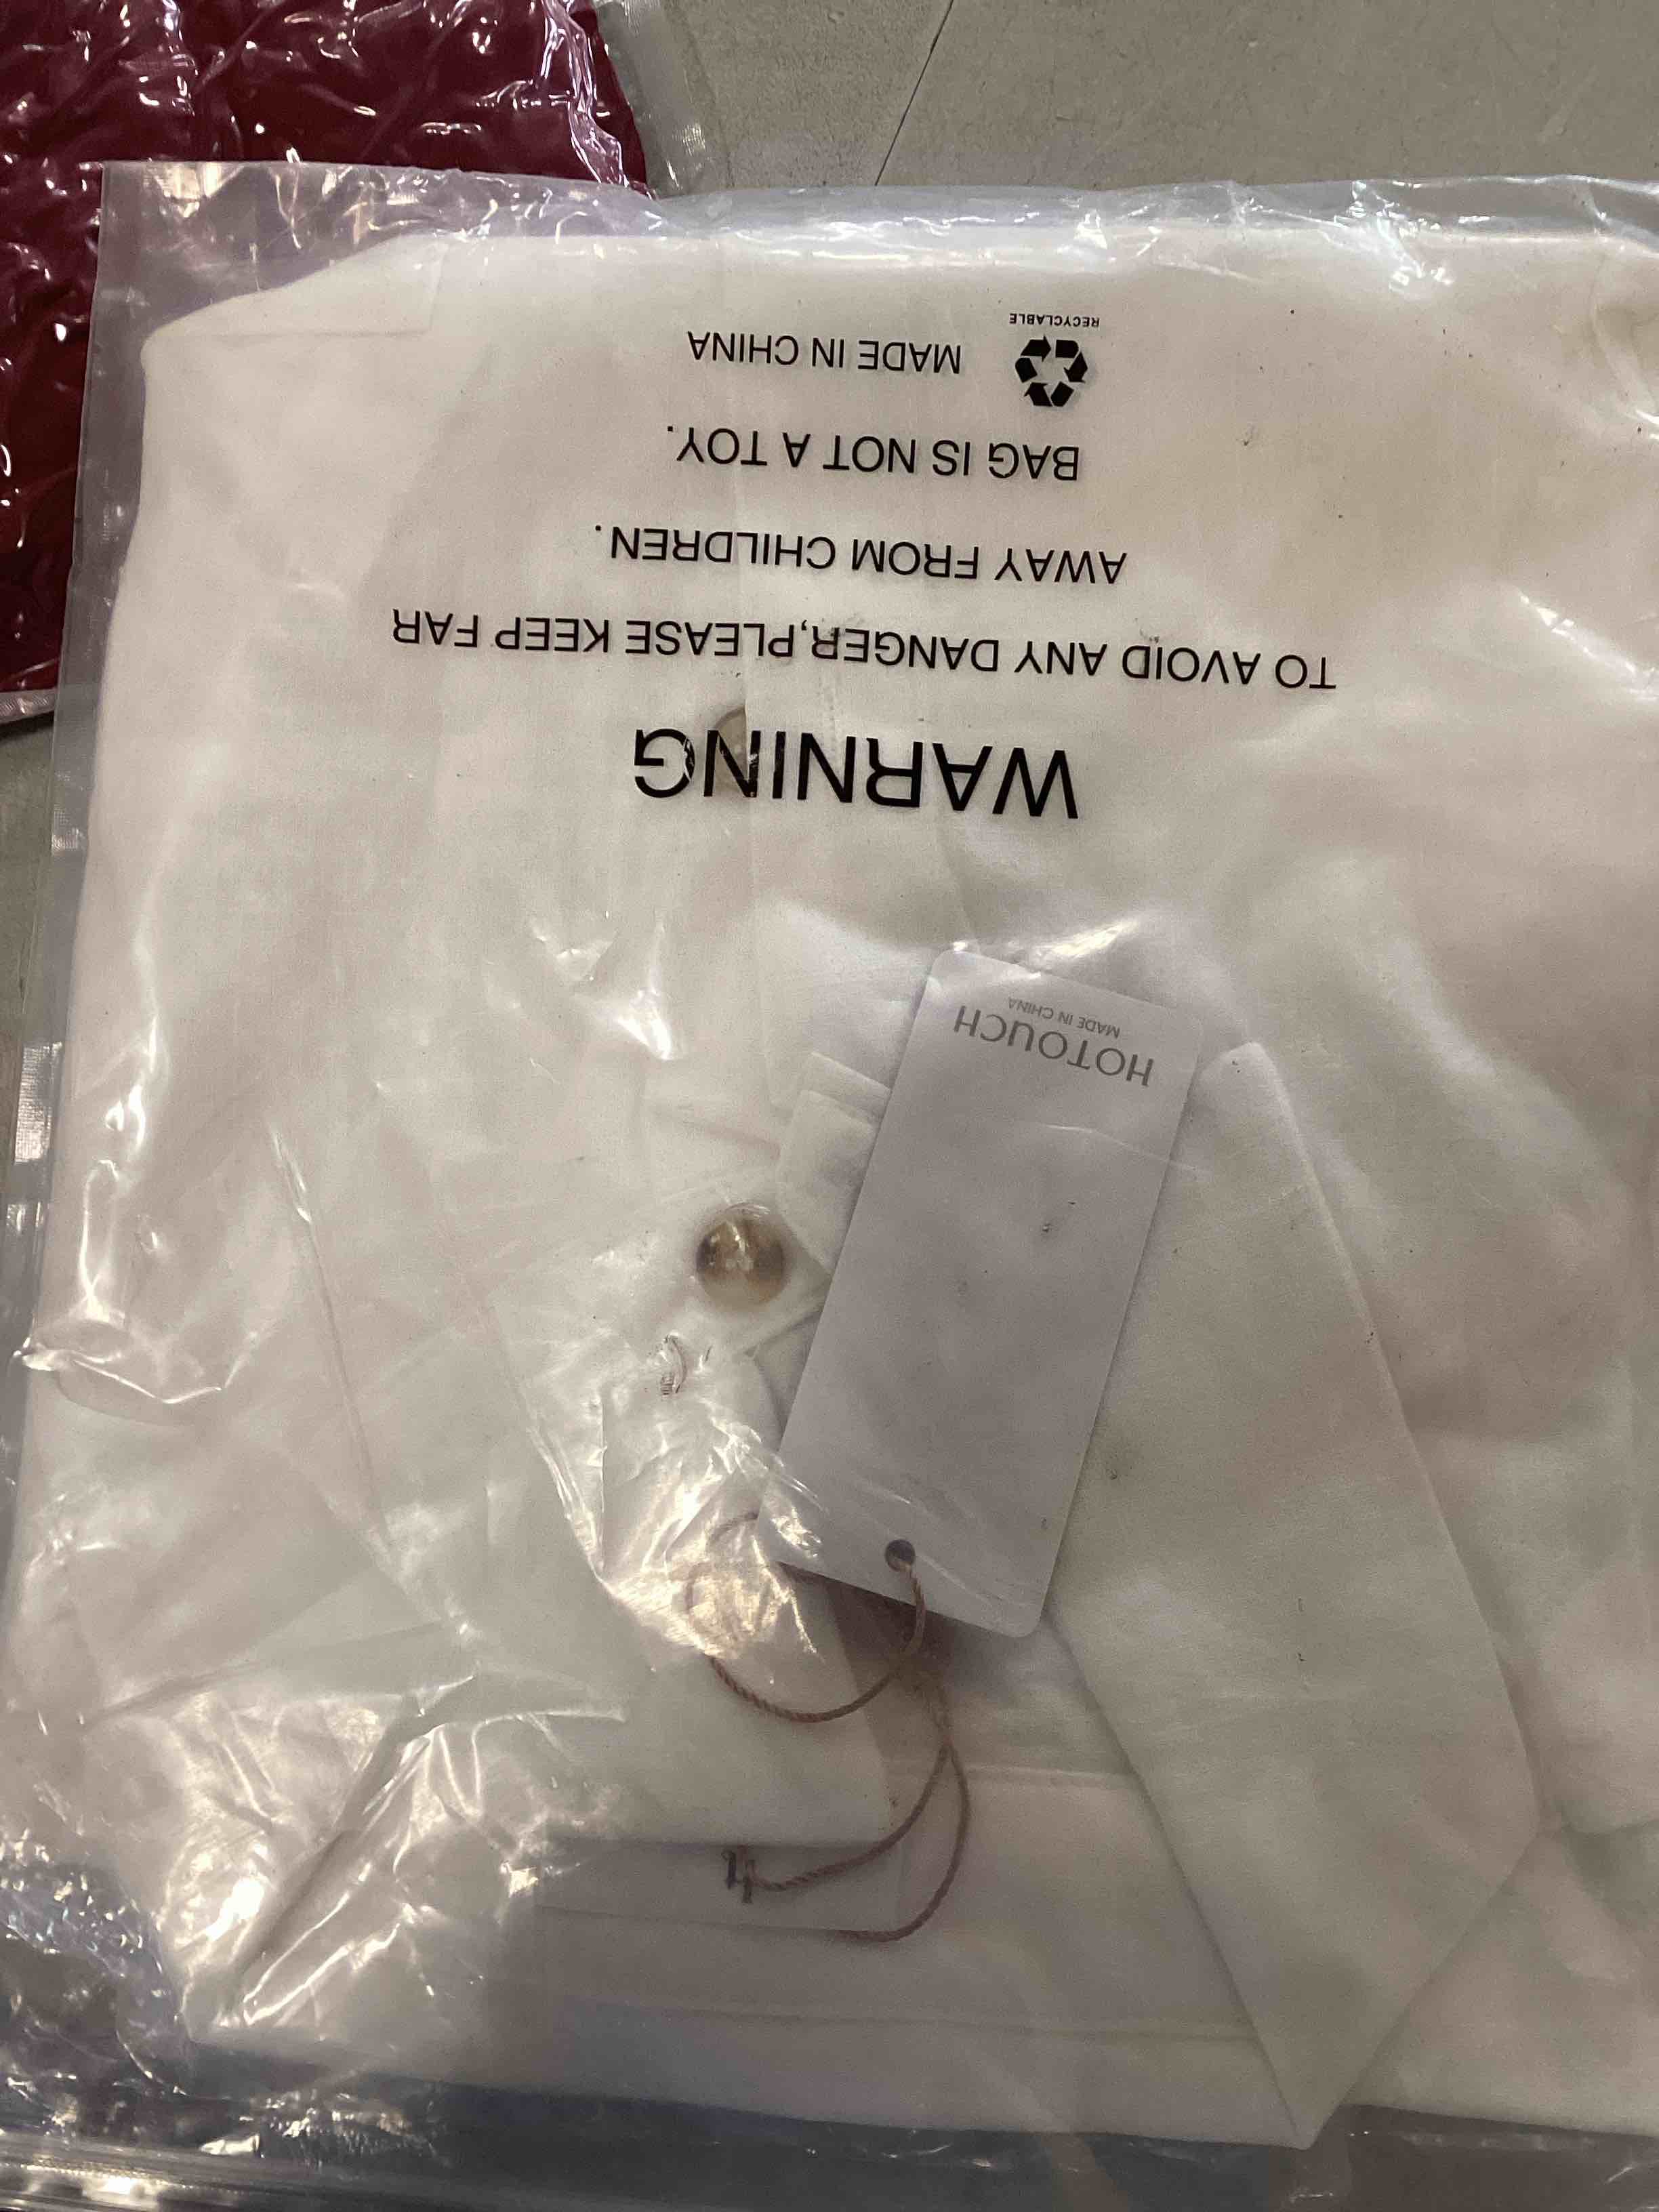 WARNING
TO AVOID ANY DANGER,PLEASE KEEP FAR
AWAY FROM CHILDREN.
BAG IS NOT A TOY.
MADE IN CHINA
RECYCLABLE
HOTOUCH
MADE IN CHINA